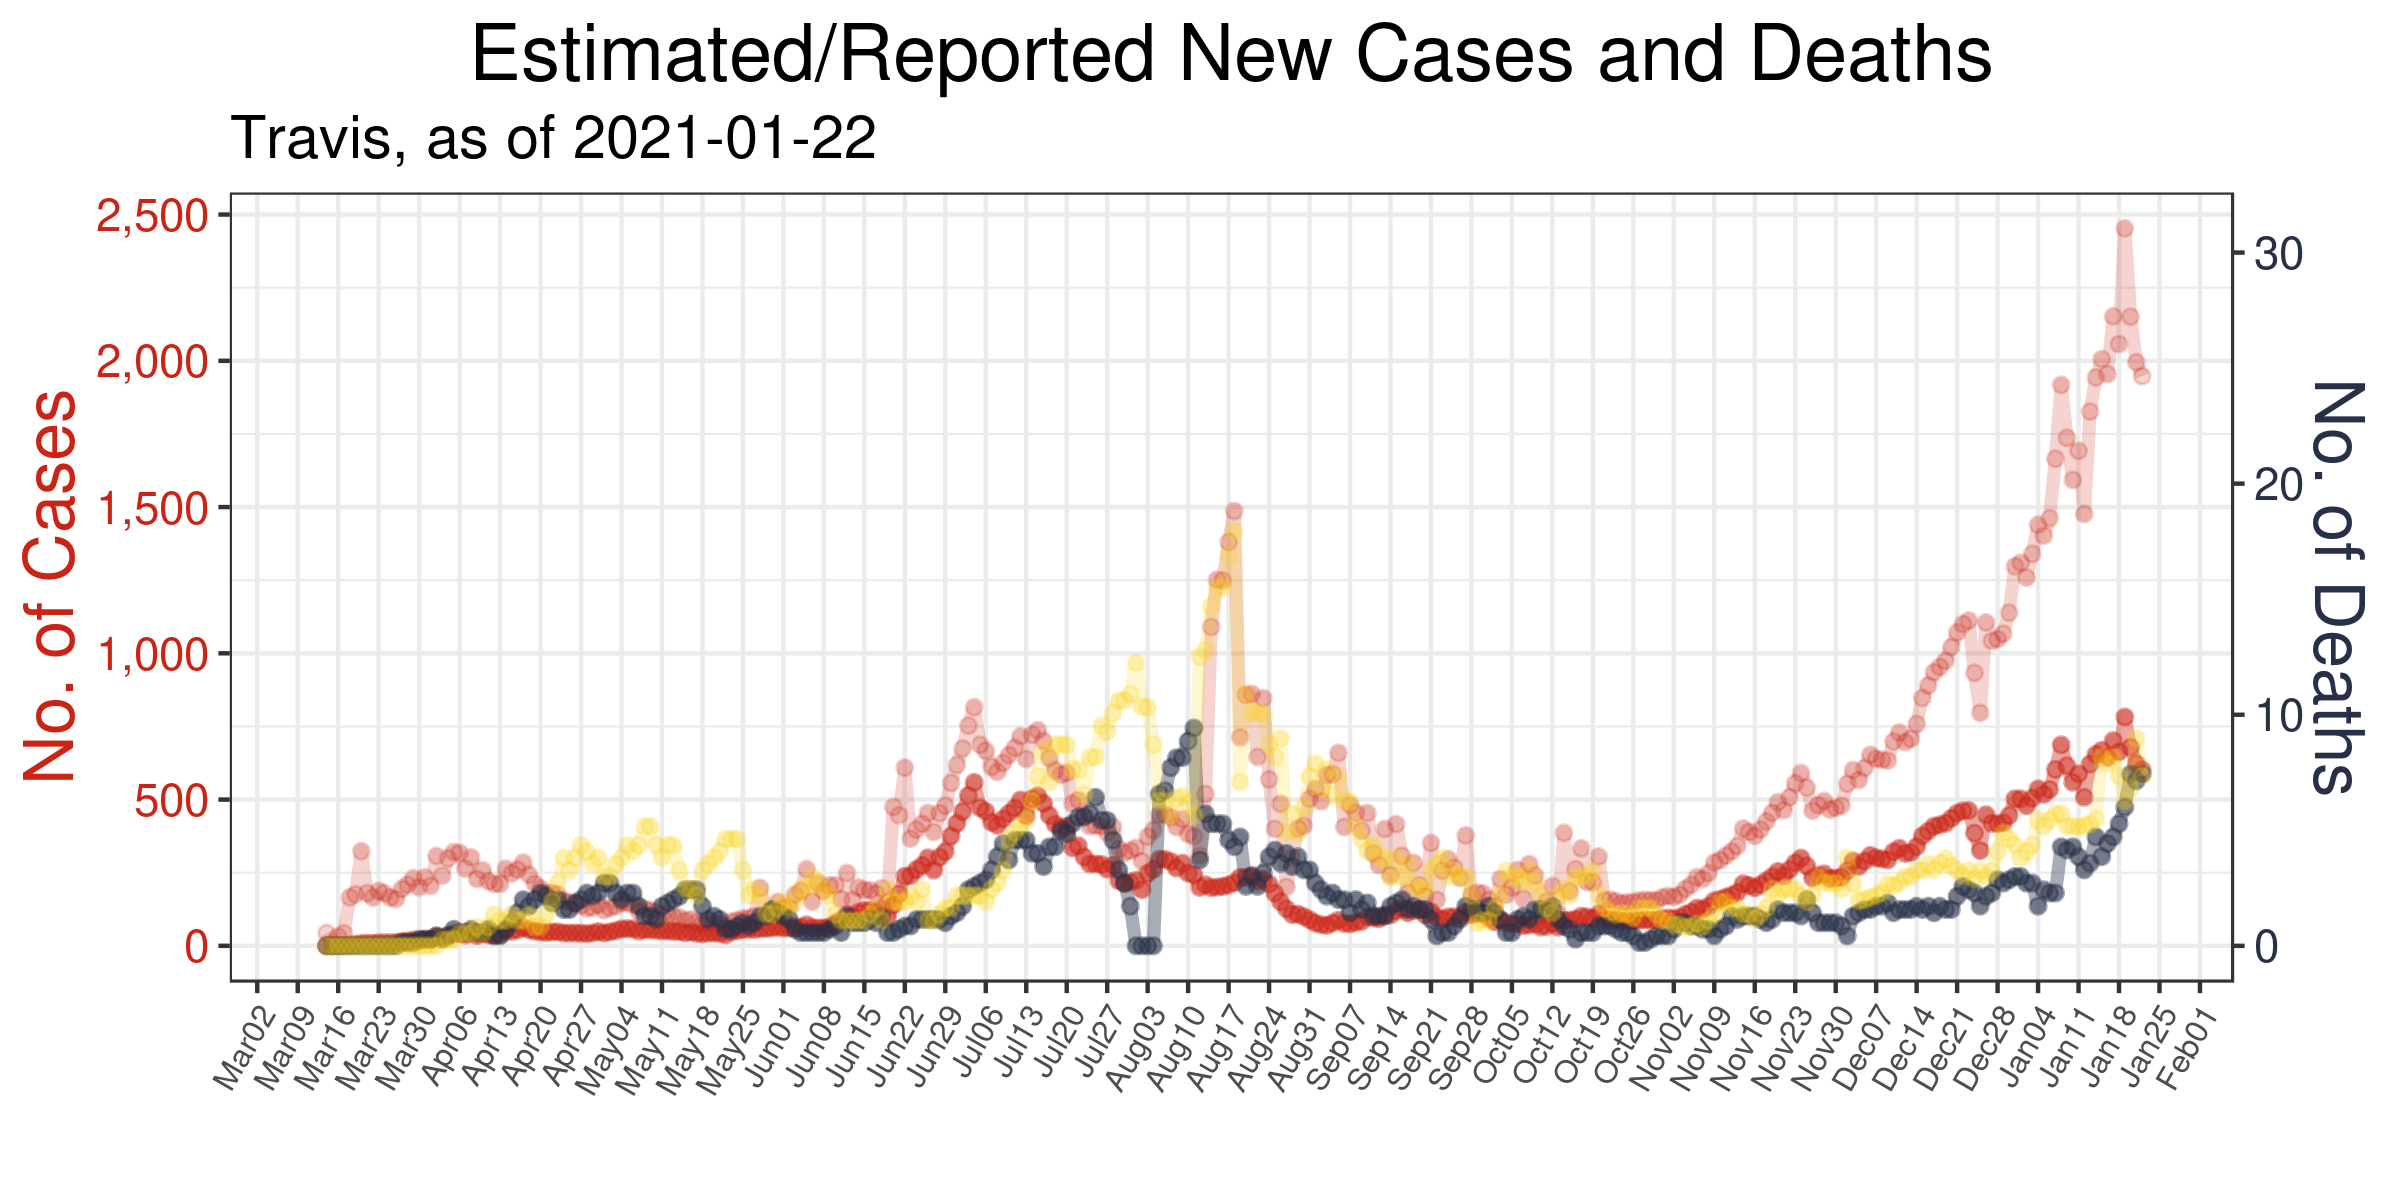 Estimated/Reported New Cases and Deaths
Travis, as of 2021-01-22
No. of Cases
2,500
2,000
1,500
1,000
500
0
30
20
10
0
No. of Deaths
Mar02 Mar09 Mar16 Mar23 Mar30 Apr06 Apr13 Apr20 Apr27 May04 May11 May18 May25 Jun01 Jun08 Jun15 Jun22 Jun29 Jul06 Jul13 Jul20 Jul27 Aug03 Aug10 Aug17 Aug24 Aug31 Sep07 Sep14 Sep21 Sep28 Oct05 Oct12 Oct19 Oct26 Nov02 Nov09 Nov16 Nov23 Nov30 Dec07 Dec14 Dec21 Dec28 Jan04 Jan11 Jan18 Jan25 Feb01